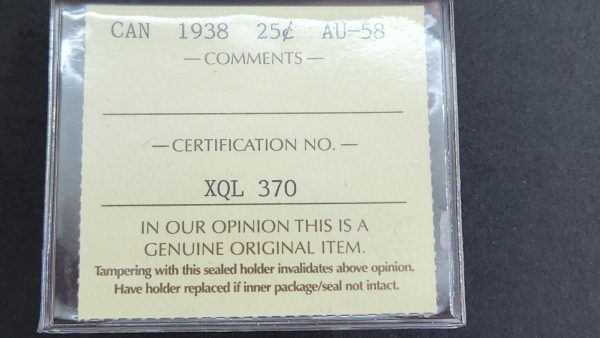 CAN 1938 25¢ AU-58
— COMMENTS —
— CERTIFICATION NO. —
XQL 370
IN OUR OPINION THIS IS A
GENUINE ORIGINAL ITEM.
Tampering with this sealed holder invalidates above opinion.
Have holder replaced if inner package/seal not intact.